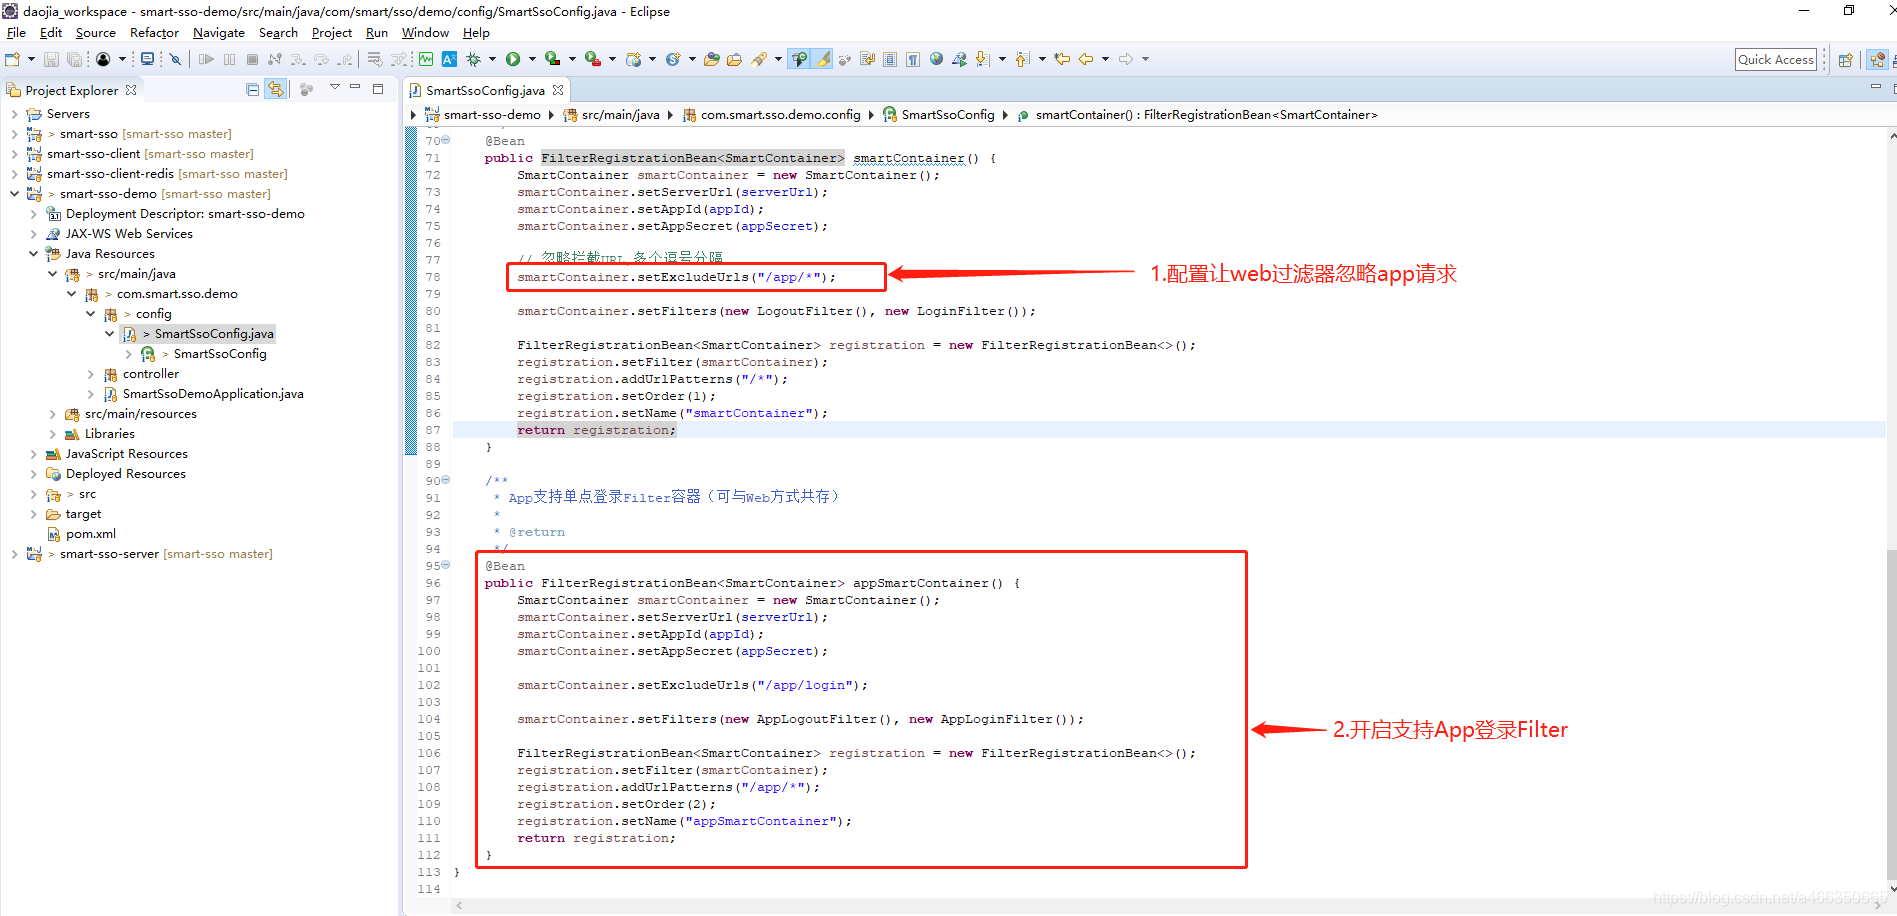 daojia_workspace - smart-sso-demo/src/main/java/com/smart/sso/demo/config/SmartSsoConfig.java - Eclipse
File Edit Source Refactor Navigate Search Project Run Window Help
Quick Access
Project Explorer
SmartSsoConfig.java
smart-sso-demo src/main/java com.smart.sso.demo.config SmartSsoConfig smartContainer() : FilterRegistrationBean<SmartContainer>
Servers
> smart-sso [smart-sso master]
smart-sso-client [smart-sso master]
smart-sso-client-redis [smart-sso master]
> smart-sso-demo [smart-sso master]
Deployment Descriptor: smart-sso-demo
JAX-WS Web Services
Java Resources
> src/main/java
> com.smart.sso.demo
> config
> SmartSsoConfig.java
> SmartSsoConfig
controller
SmartSsoDemoApplication.java
src/main/resources
Libraries
JavaScript Resources
Deployed Resources
> src
target
pom.xml
> smart-sso-server [smart-sso master]
70 @Bean
71 public FilterRegistrationBean<SmartContainer> smartContainer() {
72 SmartContainer smartContainer = new SmartContainer();
73 smartContainer.setServerUrl(serverUrl);
74 smartContainer.setAppId(appId);
75 smartContainer.setAppSecret(appSecret);
76
77 // 忽略拦截URL,多个逗号分隔
78 smartContainer.setExcludeUrls("/app/*");
1.配置让web过滤器忽略app请求
79
80 smartContainer.setFilters(new LogoutFilter(), new LoginFilter());
81
82 FilterRegistrationBean<SmartContainer> registration = new FilterRegistrationBean<>();
83 registration.setFilter(smartContainer);
84 registration.addUrlPatterns("/*");
85 registration.setOrder(1);
86 registration.setName("smartContainer");
87 return registration;
88 }
89
90 /**
91 * App支持单点登录Filter容器（可与Web方式共存）
92 *
93 * @return
94 */
95 @Bean
96 public FilterRegistrationBean<SmartContainer> appSmartContainer() {
97 SmartContainer smartContainer = new SmartContainer();
98 smartContainer.setServerUrl(serverUrl);
99 smartContainer.setAppId(appId);
100 smartContainer.setAppSecret(appSecret);
101
102 smartContainer.setExcludeUrls("/app/login");
103
104 smartContainer.setFilters(new AppLogoutFilter(), new AppLoginFilter());
2.开启支持App登录Filter
105
106 FilterRegistrationBean<SmartContainer> registration = new FilterRegistrationBean<>();
107 registration.setFilter(smartContainer);
108 registration.addUrlPatterns("/app/*");
109 registration.setOrder(2);
110 registration.setName("appSmartContainer");
111 return registration;
112 }
113 }
114